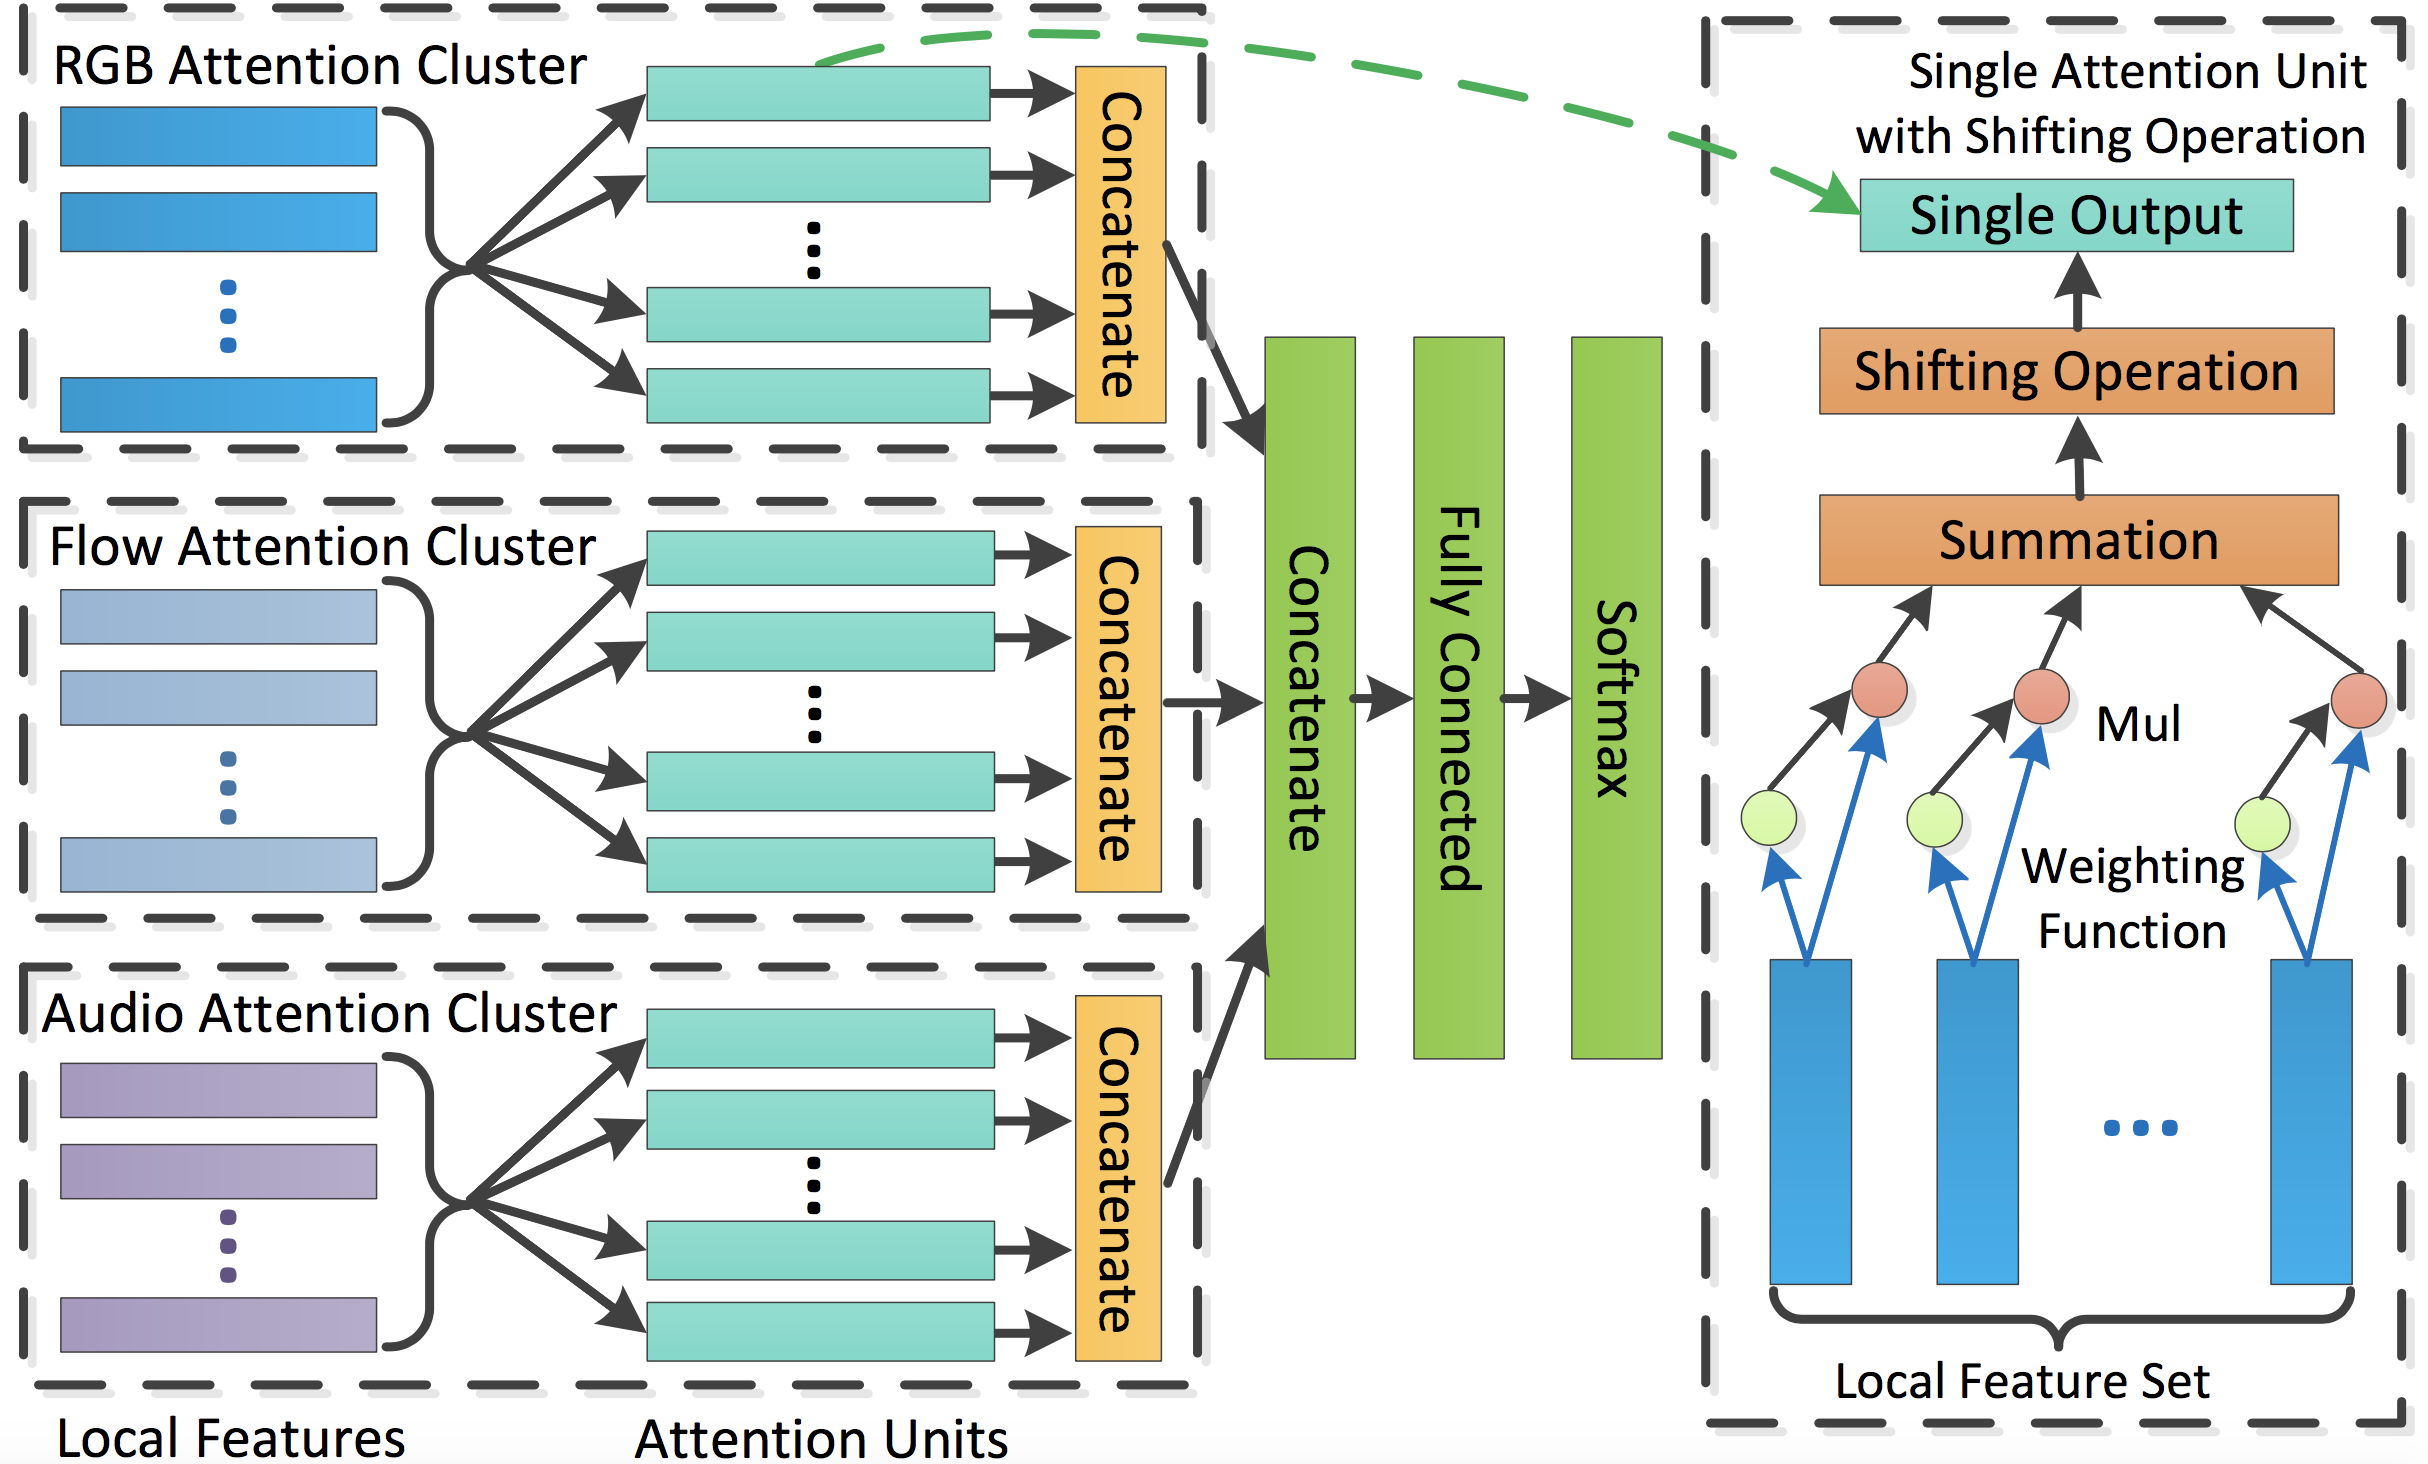 RGB Attention Cluster
Concatenate
Flow Attention Cluster
Concatenate
Audio Attention Cluster
Concatenate
Local Features
Attention Units
Concatenate
Fully Connected
Softmax
Single Attention Unit
with Shifting Operation
Single Output
Shifting Operation
Summation
Mul
Weighting
Function
Local Feature Set